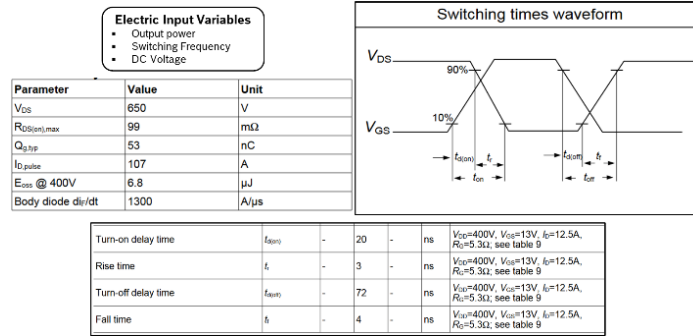 Electric Input Variables
▪ Output power
▪ Switching Frequency
▪ DC Voltage
Parameter Value Unit
VDS 650 V
RDS(on),max 99 mΩ
Qg,typ 53 nC
ID,pulse 107 A
Eoss @ 400V 6.8 μJ
Body diode diF/dt 1300 A/μs
Switching times waveform
VDS
90%
10%
VGS
td(on) tr td(off) tf
ton toff
Turn-on delay time td(on) - 20 - ns VDD=400V, VGS=13V, ID=12.5A,
RG=5.3Ω; see table 9
Rise time tr - 3 - ns VDD=400V, VGS=13V, ID=12.5A,
RG=5.3Ω; see table 9
Turn-off delay time td(off) - 72 - ns VDD=400V, VGS=13V, ID=12.5A,
RG=5.3Ω; see table 9
Fall time tf - 4 - ns VDD=400V, VGS=13V, ID=12.5A,
RG=5.3Ω; see table 9